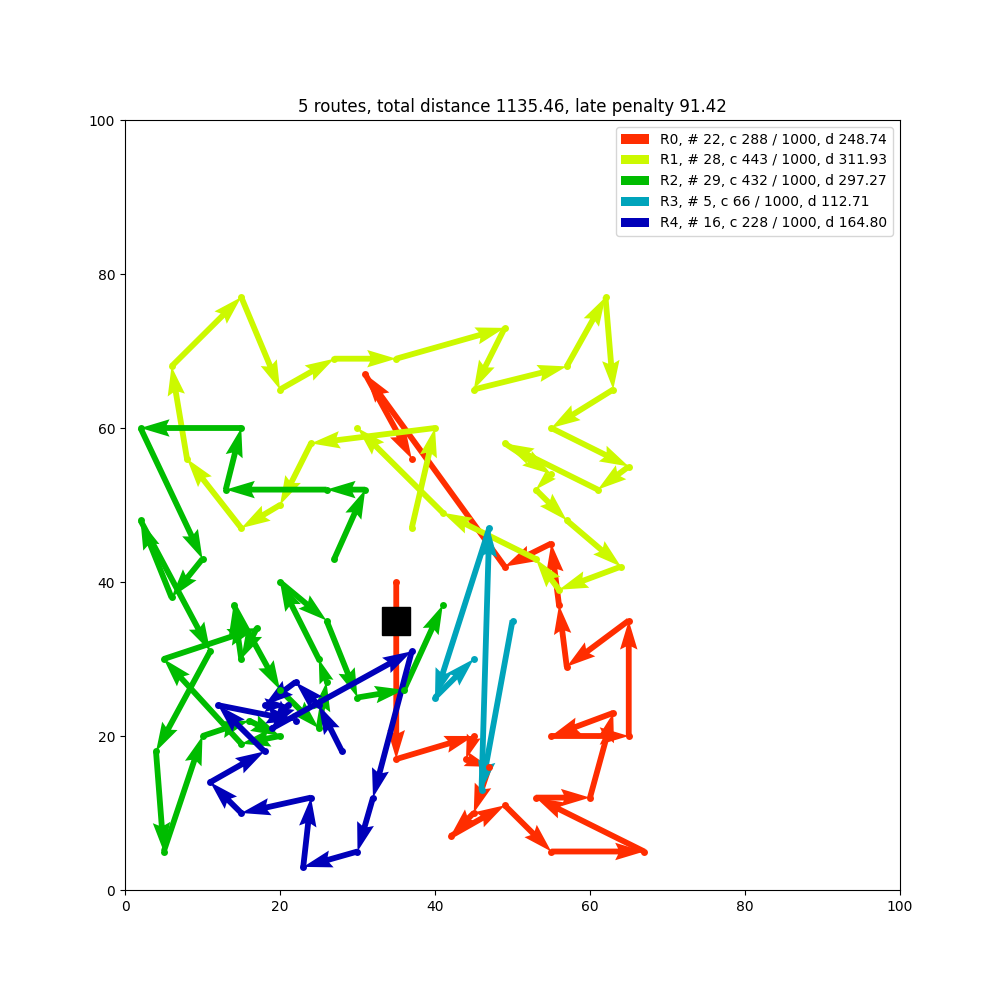 5 routes, total distance 1135.46, late penalty 91.42
R0, # 22, c 288 / 1000, d 248.74
R1, # 28, c 443 / 1000, d 311.93
R2, # 29, c 432 / 1000, d 297.27
R3, # 5, c 66 / 1000, d 112.71
R4, # 16, c 228 / 1000, d 164.80
100
80
60
40
20
0
0 20 40 60 80 100